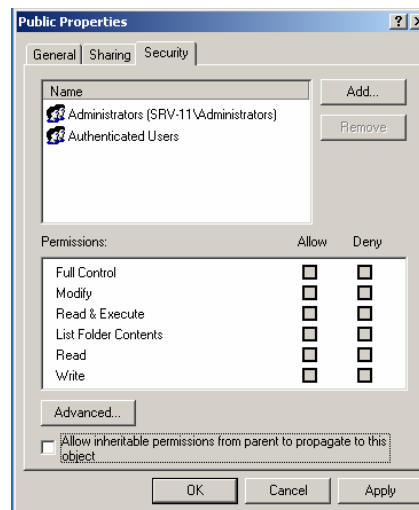 Public Properties
General Sharing Security
Name
Add...
Administrators (SRV-11\Administrators)
Remove
Authenticated Users
Permissions: Allow Deny
Full Control
Modify
Read & Execute
List Folder Contents
Read
Write
Advanced...
Allow inheritable permissions from parent to propagate to this
object
OK Cancel Apply